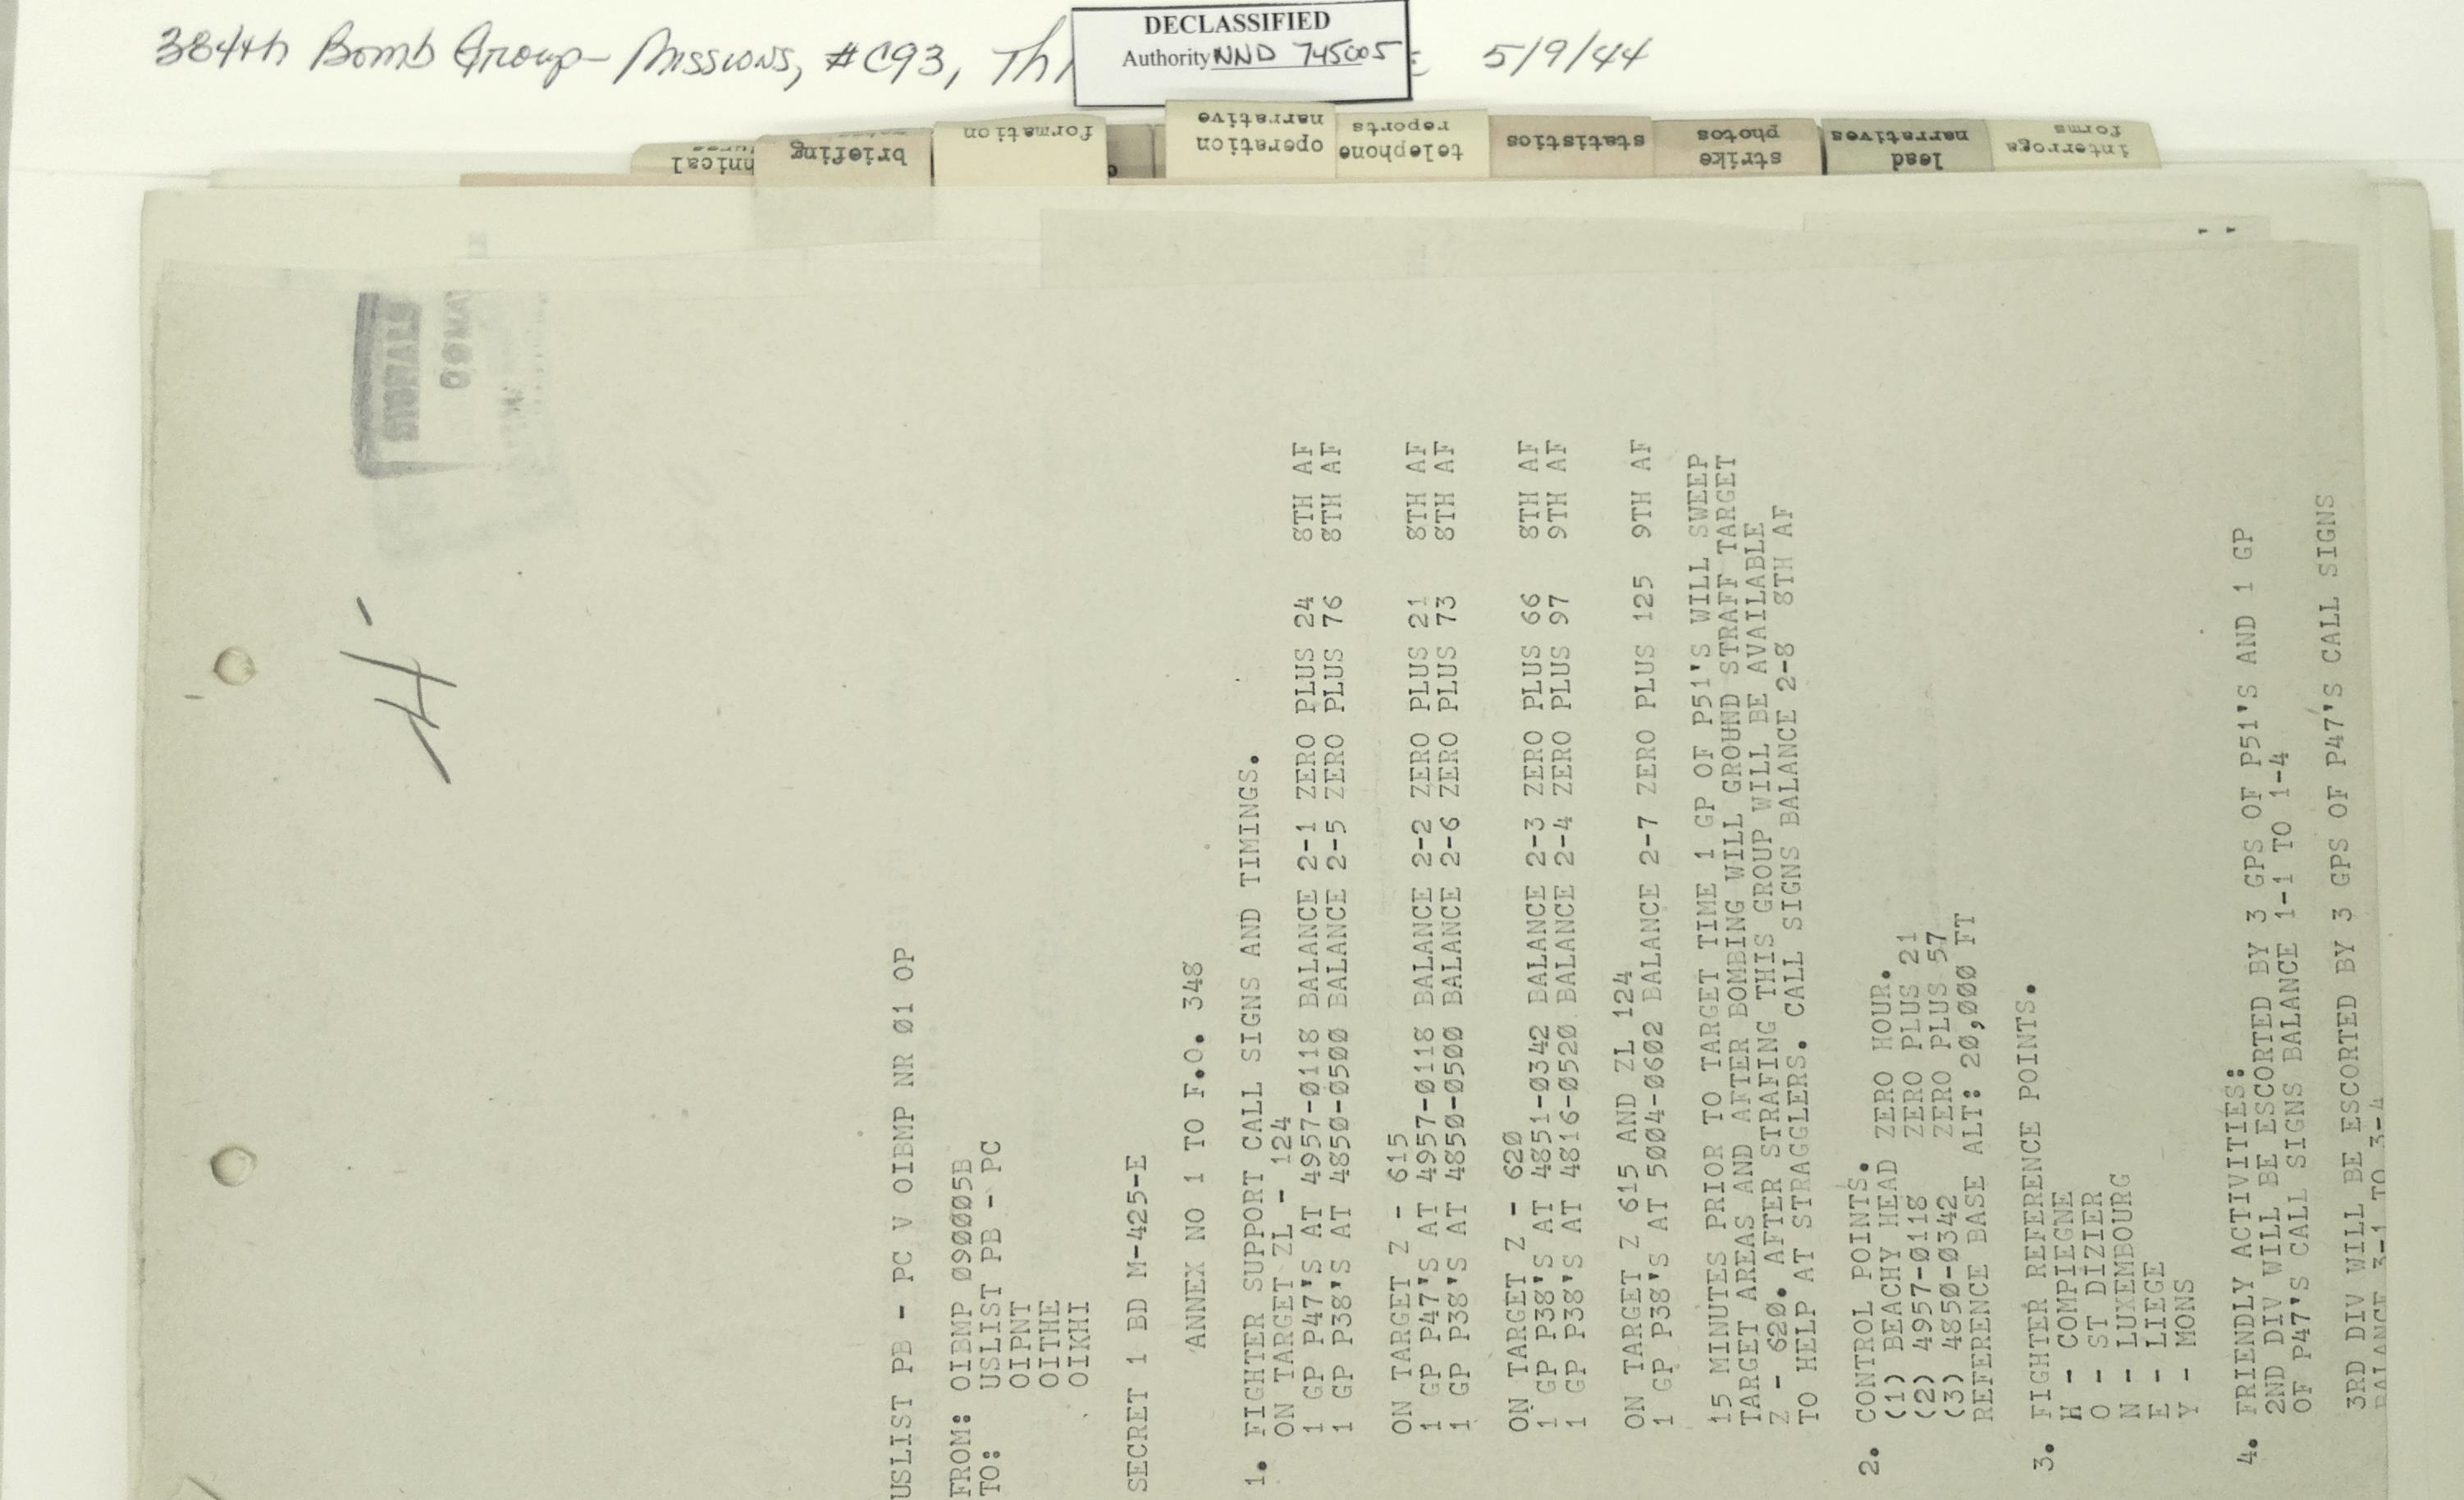 384th Bomb Group- Missions, #C93, Th
DECLASSIFIED
Authority NND 745005
5/9/44
hnical
briefing
formation
operation
narrative
telephone
reports
statistics
strike
photos
lead
narratives
interroga
forms
SIGNALS
H -
USLIST PB - PC V OIBMP NR Ø1 OP
FROM: OIBMP Ø9ØØØ5B
TO: USLIST PB - PC
OIPNT
OITHE
OIKHI
SECRET 1 BD M-425-E
ANNEX NO 1 TO F.O. 348
1. FIGHTER SUPPORT CALL SIGNS AND TIMINGS.
ON TARGET ZL - 124
1 GP P47'S AT 4957-Ø118 BALANCE 2-1 ZERO PLUS 24 8TH AF
1 GP P38'S AT 485Ø-Ø5ØØ BALANCE 2-5 ZERO PLUS 76 8TH AF
ON TARGET Z - 615
1 GP P47'S AT 4957-Ø118 BALANCE 2-2 ZERO PLUS 21 8TH AF
1 GP P38'S AT 485Ø-Ø5ØØ BALANCE 2-6 ZERO PLUS 73 8TH AF
ON TARGET Z - 62Ø
1 GP P38'S AT 4851-Ø342 BALANCE 2-3 ZERO PLUS 66 8TH AF
1 GP P38'S AT 4816-Ø52Ø BALANCE 2-4 ZERO PLUS 97 9TH AF
ON TARGET Z 615 AND ZL 124
1 GP P38'S AT 5ØØ4-Ø6Ø2 BALANCE 2-7 ZERO PLUS 125 9TH AF
15 MINUTES PRIOR TO TARGET TIME 1 GP OF P51'S WILL SWEEP
TARGET AREAS AND AFTER BOMBING WILL GROUND STRAFF TARGET
Z - 62Ø. AFTER STRAFING THIS GROUP WILL BE AVAILABLE
TO HELP AT STRAGGLERS. CALL SIGNS BALANCE 2-8 8TH AF
2. CONTROL POINTS.
(1) BEACHY HEAD ZERO HOUR.
(2) 4957-Ø118 ZERO PLUS 21
(3) 485Ø-Ø342 ZERO PLUS 57
REFERENCE BASE ALT: 2Ø,ØØØ FT
3. FIGHTER REFERENCE POINTS.
H - COMPIEGNE
O - ST DIZIER
N - LUXEMBOURG
E - LIEGE
Y - MONS
4. FRIENDLY ACTIVITIES:
2ND DIV WILL BE ESCORTED BY 3 GPS OF P51'S AND 1 GP
OF P47'S CALL SIGNS BALANCE 1-1 TO 1-4
3RD DIV WILL BE ESCORTED BY 3 GPS OF P47'S CALL SIGNS
BALANCE 3-1 TO 3-4